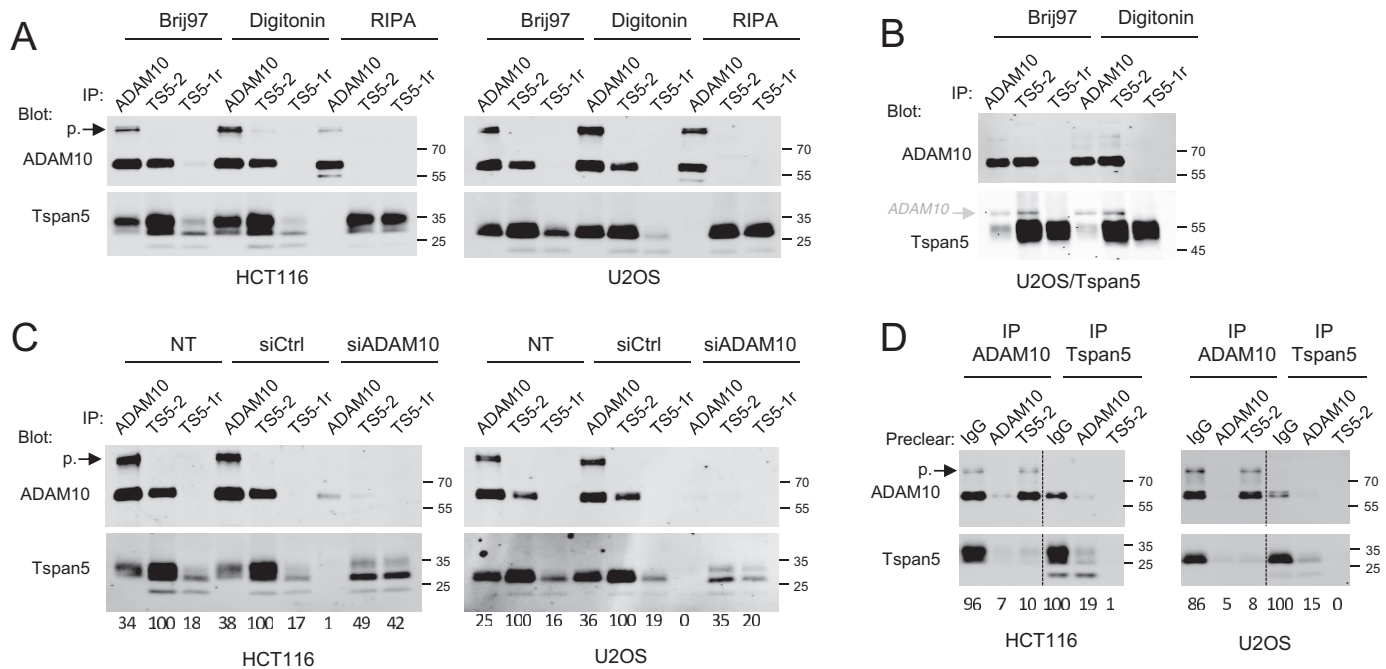 A
Brij97 Digitonin RIPA
IP: ADAM10 TS5-2 TS5-1r ADAM10 TS5-2 TS5-1r ADAM10 TS5-2 TS5-1r
Blot:
p.
ADAM10
70
55
Tspan5
35
25
HCT116
Brij97 Digitonin RIPA
ADAM10 TS5-2 TS5-1r ADAM10 TS5-2 TS5-1r ADAM10 TS5-2 TS5-1r
70
55
35
25
U2OS
B
Brij97 Digitonin
IP: ADAM10 TS5-2 TS5-1r ADAM10 TS5-2 TS5-1r
Blot:
ADAM10
70
55
ADAM10
Tspan5
55
45
U2OS/Tspan5
C
NT siCtrl siADAM10
IP: ADAM10 TS5-2 TS5-1r ADAM10 TS5-2 TS5-1r ADAM10 TS5-2 TS5-1r
Blot:
p.
ADAM10
70
55
Tspan5
35
25
34 100 18 38 100 17 1 49 42
HCT116
NT siCtrl siADAM10
ADAM10 TS5-2 TS5-1r ADAM10 TS5-2 TS5-1r ADAM10 TS5-2 TS5-1r
70
55
35
25
25 100 16 36 100 19 0 35 20
U2OS
D
IP IP
ADAM10 Tspan5
Preclear: IgG ADAM10 TS5-2 IgG ADAM10 TS5-2
p.
ADAM10
70
55
Tspan5
35
25
96 7 10 100 19 1
HCT116
IP IP
ADAM10 Tspan5
IgG ADAM10 TS5-2 IgG ADAM10 TS5-2
70
55
35
25
86 5 8 100 15 0
U2OS